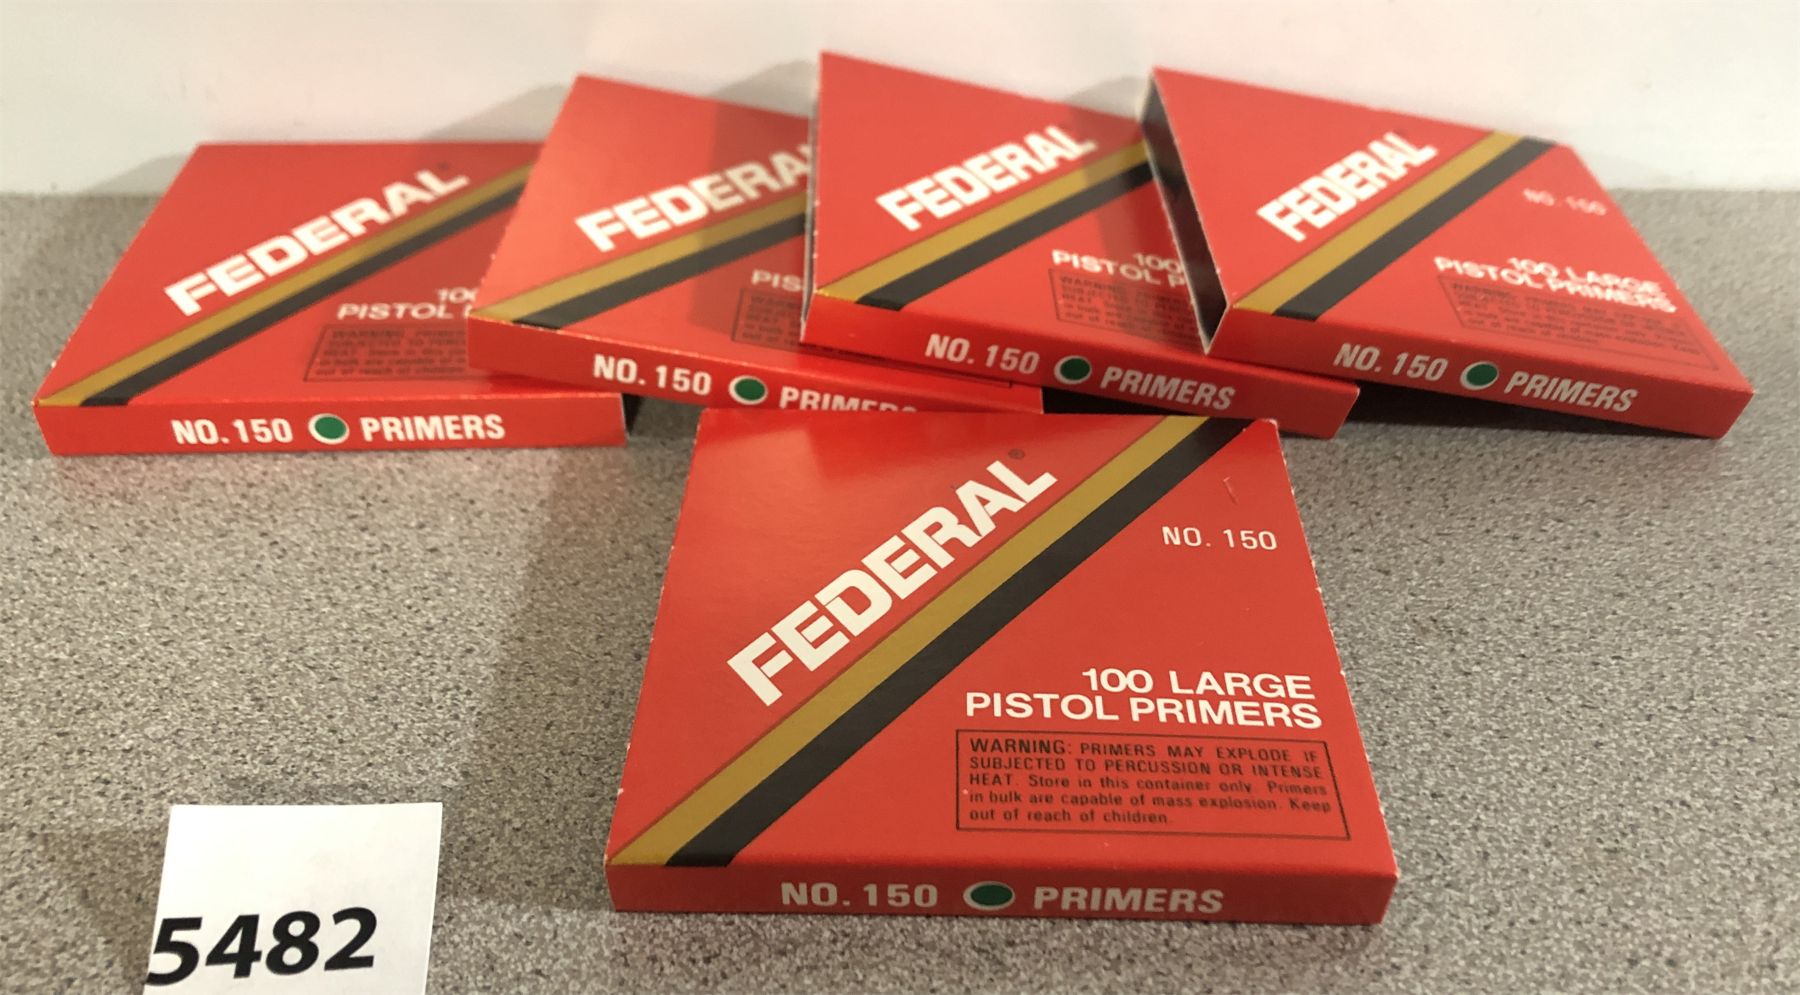 FEDERAL®
100
PISTOL
NO. 150 PRIMERS
FEDERAL
PIS
NO. 150 PRIMERS
FEDERAL
100
PISTOL P
NO. 150 PRIMERS
FEDERAL
NO. 150
100 LARGE
PISTOL PRIMERS
NO. 150 PRIMERS
FEDERAL®
NO. 150
100 LARGE
PISTOL PRIMERS
WARNING: PRIMERS MAY EXPLODE IF
SUBJECTED TO PERCUSSION OR INTENSE
HEAT. Store in this container only. Primers
in bulk are capable of mass explosion. Keep
out of reach of children.
NO. 150 PRIMERS
5482